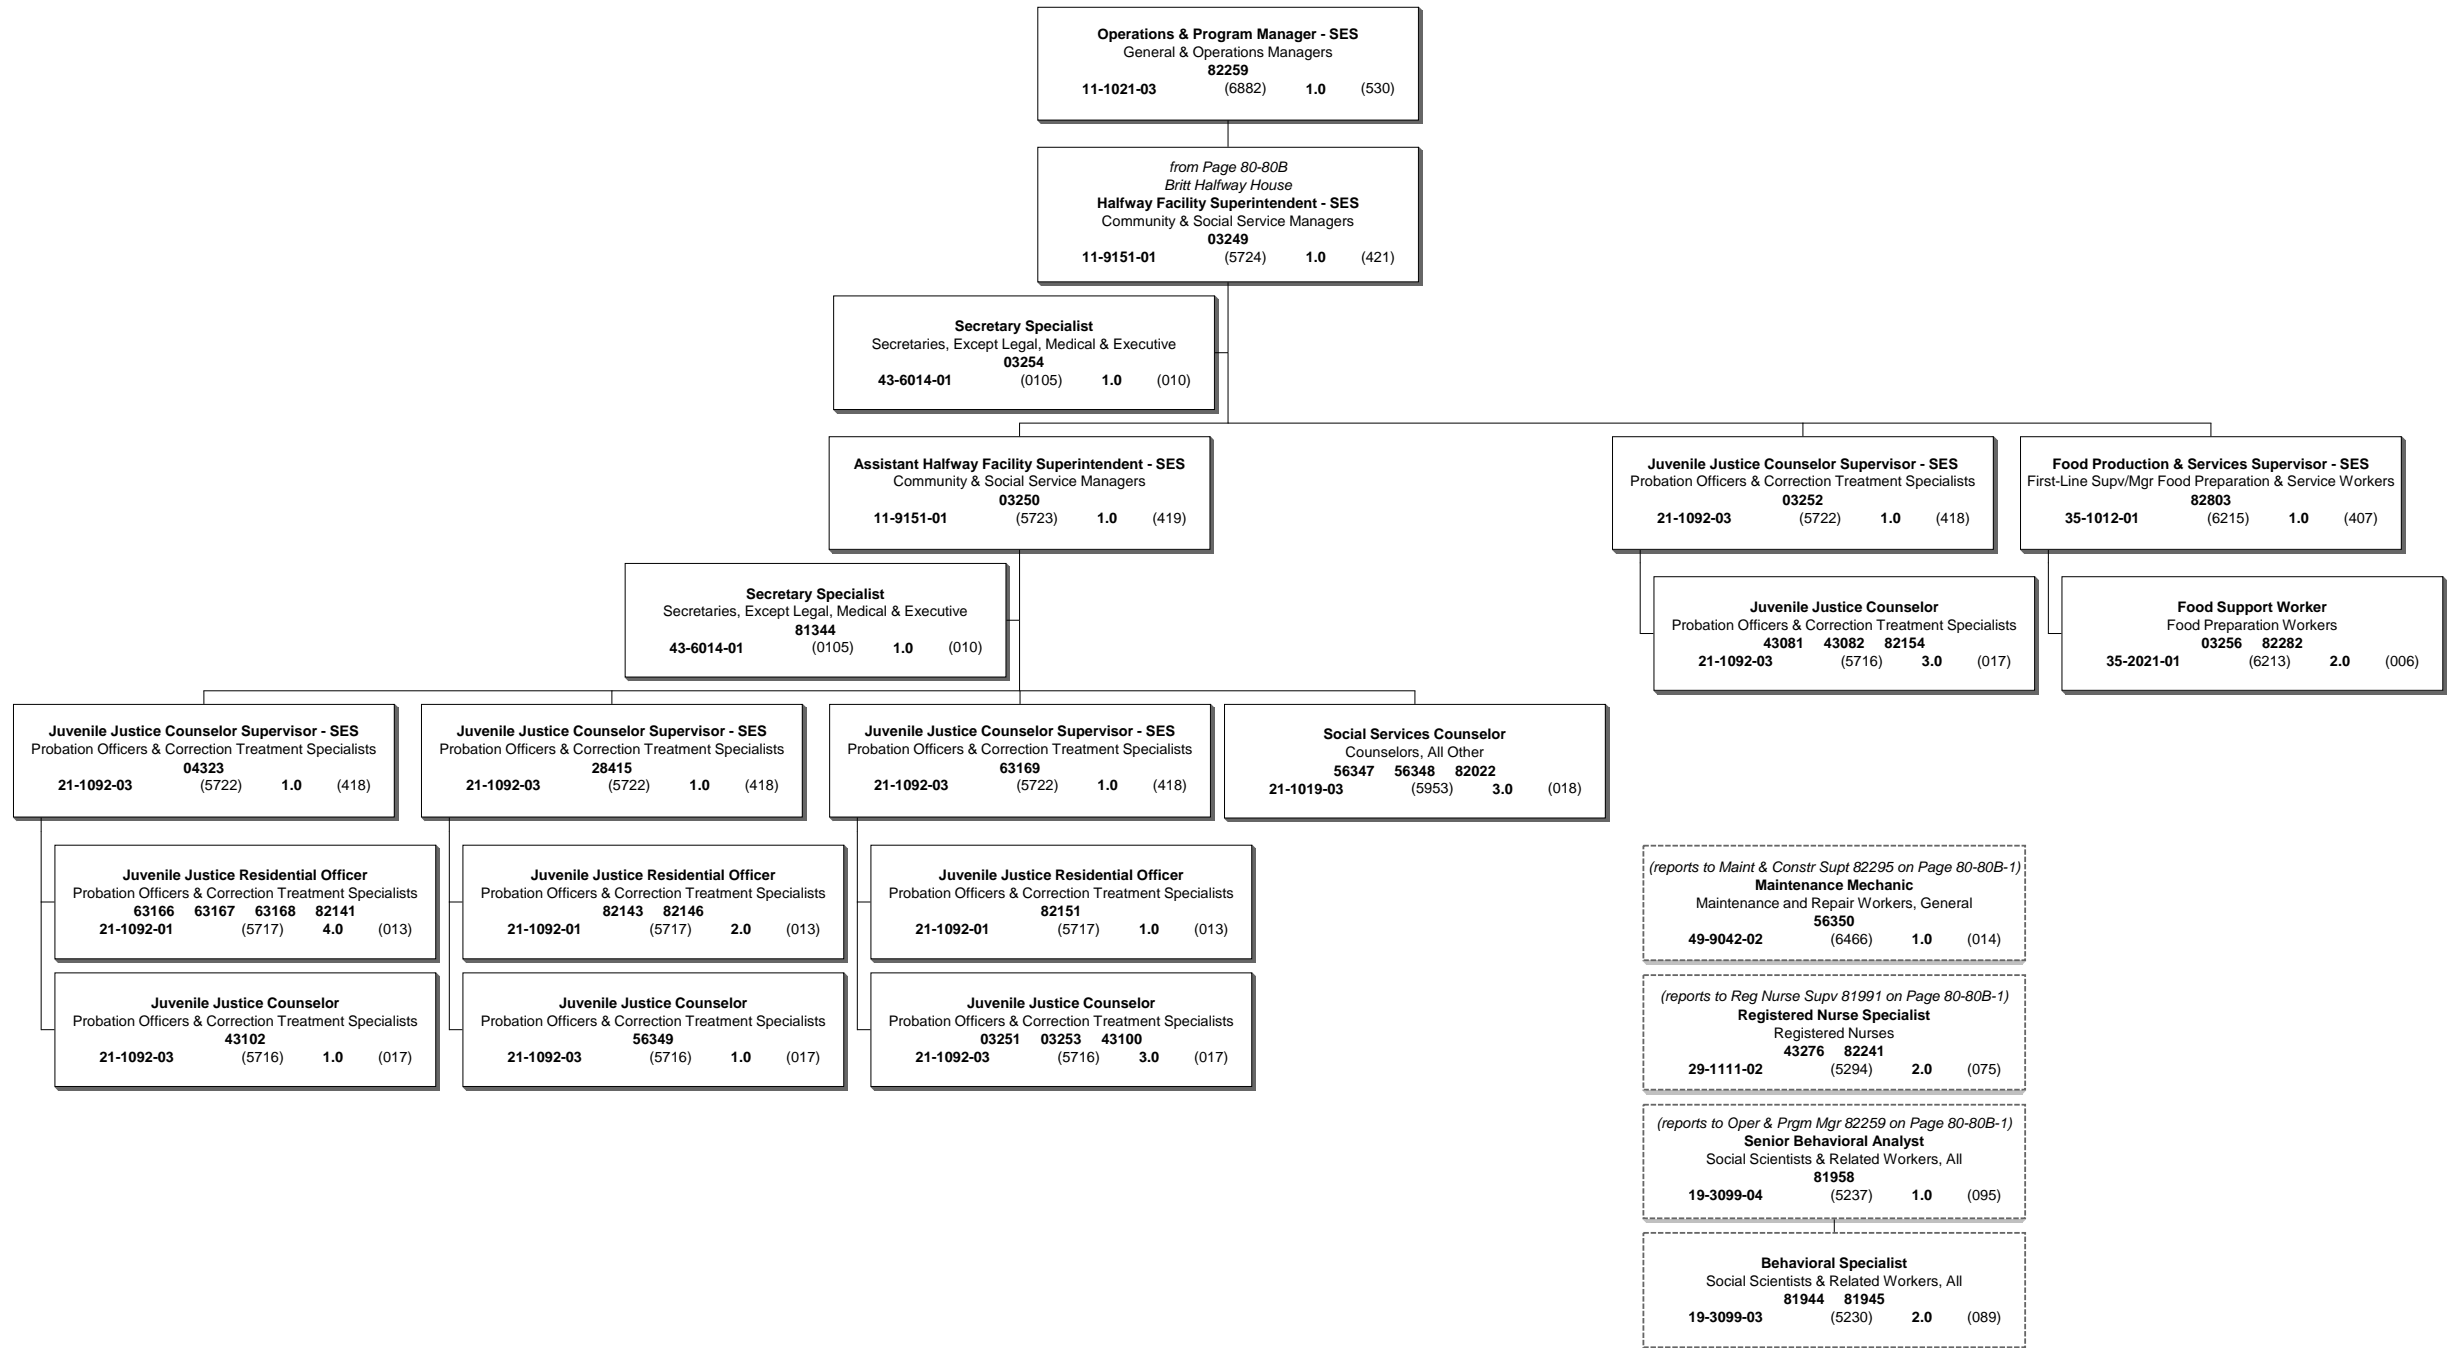 Operations & Program Manager - SES
General & Operations Managers
82259
11-1021-03 (6882) 1.0 (530)
from Page 80-80B
Britt Halfway House
Halfway Facility Superintendent - SES
Community & Social Service Managers
03249
11-9151-01 (5724) 1.0 (421)
Secretary Specialist
Secretaries, Except Legal, Medical & Executive
03254
43-6014-01 (0105) 1.0 (010)
Assistant Halfway Facility Superintendent - SES
Community & Social Service Managers
03250
11-9151-01 (5723) 1.0 (419)
Juvenile Justice Counselor Supervisor - SES
Probation Officers & Correction Treatment Specialists
03252
21-1092-03 (5722) 1.0 (418)
Food Production & Services Supervisor - SES
First-Line Supv/Mgr Food Preparation & Service Workers
82803
35-1012-01 (6215) 1.0 (407)
Secretary Specialist
Secretaries, Except Legal, Medical & Executive
81344
43-6014-01 (0105) 1.0 (010)
Juvenile Justice Counselor
Probation Officers & Correction Treatment Specialists
43081 43082 82154
21-1092-03 (5716) 3.0 (017)
Food Support Worker
Food Preparation Workers
03256 82282
35-2021-01 (6213) 2.0 (006)
Juvenile Justice Counselor Supervisor - SES
Probation Officers & Correction Treatment Specialists
04323
21-1092-03 (5722) 1.0 (418)
Juvenile Justice Counselor Supervisor - SES
Probation Officers & Correction Treatment Specialists
28415
21-1092-03 (5722) 1.0 (418)
Juvenile Justice Counselor Supervisor - SES
Probation Officers & Correction Treatment Specialists
63169
21-1092-03 (5722) 1.0 (418)
Social Services Counselor
Counselors, All Other
56347 56348 82022
21-1019-03 (5953) 3.0 (018)
Juvenile Justice Residential Officer
Probation Officers & Correction Treatment Specialists
63166 63167 63168 82141
21-1092-01 (5717) 4.0 (013)
Juvenile Justice Residential Officer
Probation Officers & Correction Treatment Specialists
82143 82146
21-1092-01 (5717) 2.0 (013)
Juvenile Justice Residential Officer
Probation Officers & Correction Treatment Specialists
82151
21-1092-01 (5717) 1.0 (013)
Juvenile Justice Counselor
Probation Officers & Correction Treatment Specialists
43102
21-1092-03 (5716) 1.0 (017)
Juvenile Justice Counselor
Probation Officers & Correction Treatment Specialists
56349
21-1092-03 (5716) 1.0 (017)
Juvenile Justice Counselor
Probation Officers & Correction Treatment Specialists
03251 03253 43100
21-1092-03 (5716) 3.0 (017)
(reports to Maint & Constr Supt 82295 on Page 80-80B-1)
Maintenance Mechanic
Maintenance and Repair Workers, General
56350
49-9042-02 (6466) 1.0 (014)
(reports to Reg Nurse Supv 81991 on Page 80-80B-1)
Registered Nurse Specialist
Registered Nurses
43276 82241
29-1111-02 (5294) 2.0 (075)
(reports to Oper & Prgm Mgr 82259 on Page 80-80B-1)
Senior Behavioral Analyst
Social Scientists & Related Workers, All
81958
19-3099-04 (5237) 1.0 (095)
Behavioral Specialist
Social Scientists & Related Workers, All
81944 81945
19-3099-03 (5230) 2.0 (089)